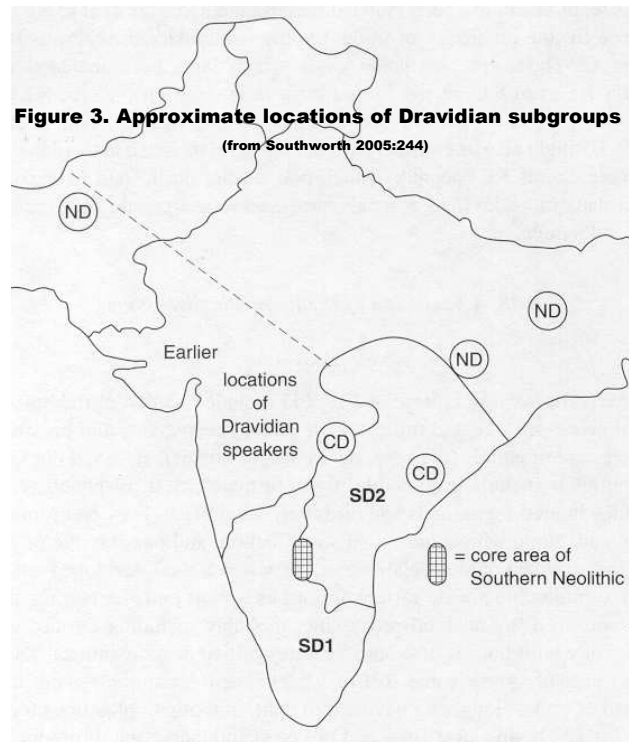 Figure 3. Approximate locations of Dravidian subgroups
(from Southworth 2005:244)
ND
ND
Earlier
ND
locations
of
Dravidian
speakers
CD
CD
SD2
= core area of
Southern Neolithic
SD1